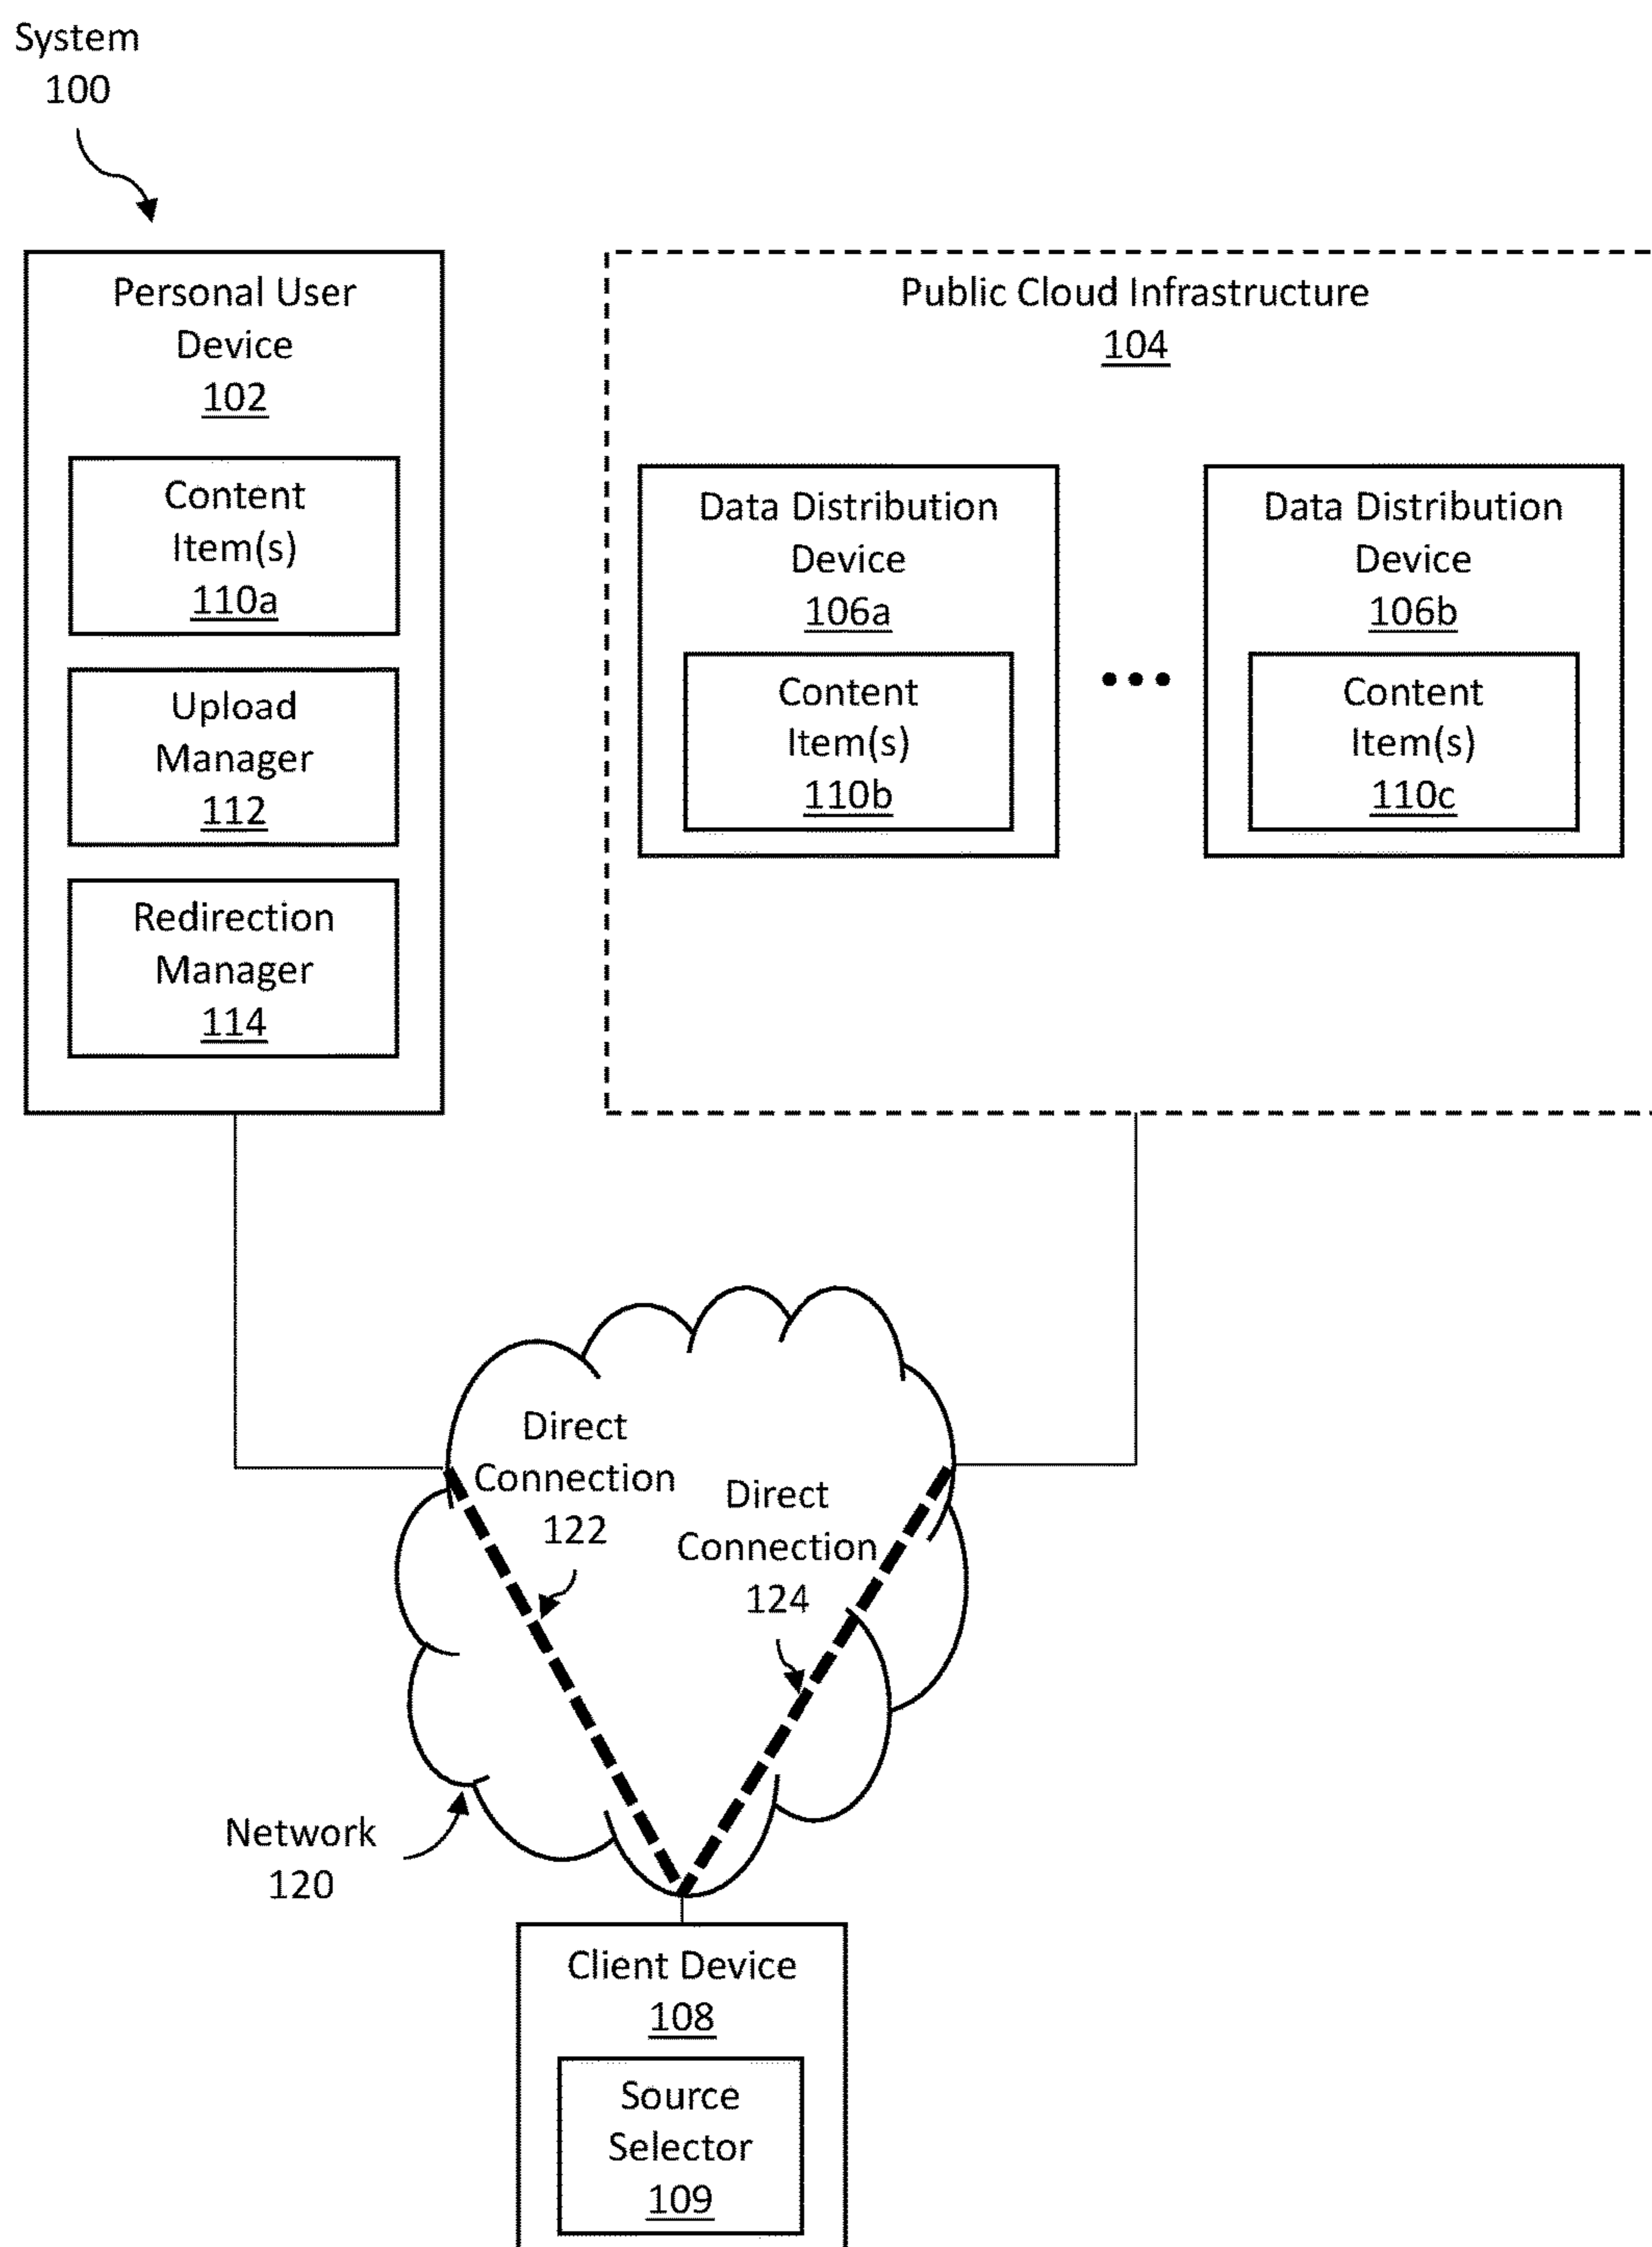 System
100
Personal User
Device
102
Content
Item(s)
110a
Upload
Manager
112
Redirection
Manager
114
Public Cloud Infrastructure
104
Data Distribution
Device
106a
Content
Item(s)
110b
Data Distribution
Device
106b
Content
Item(s)
110c
Direct
Connection
122
Direct
Connection
124
Network
120
Client Device
108
Source
Selector
109